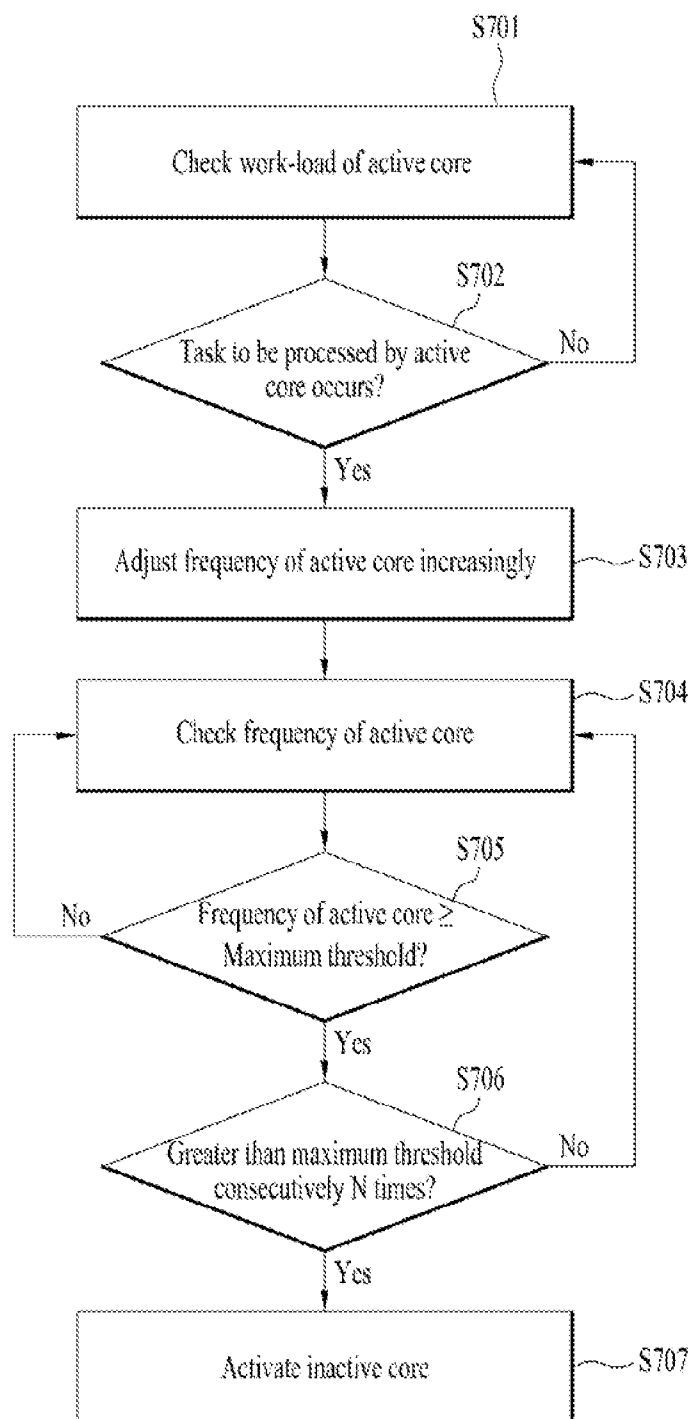 S701
Check work-load of active core
S702
Task to be processed by active
core occurs?
No
Yes
Adjust frequency of active core increasingly
S703
S704
Check frequency of active core
S705
No
Frequency of active core ≥
Maximum threshold?
Yes
S706
Greater than maximum threshold
consecutively N times?
No
Yes
Activate inactive core
S707